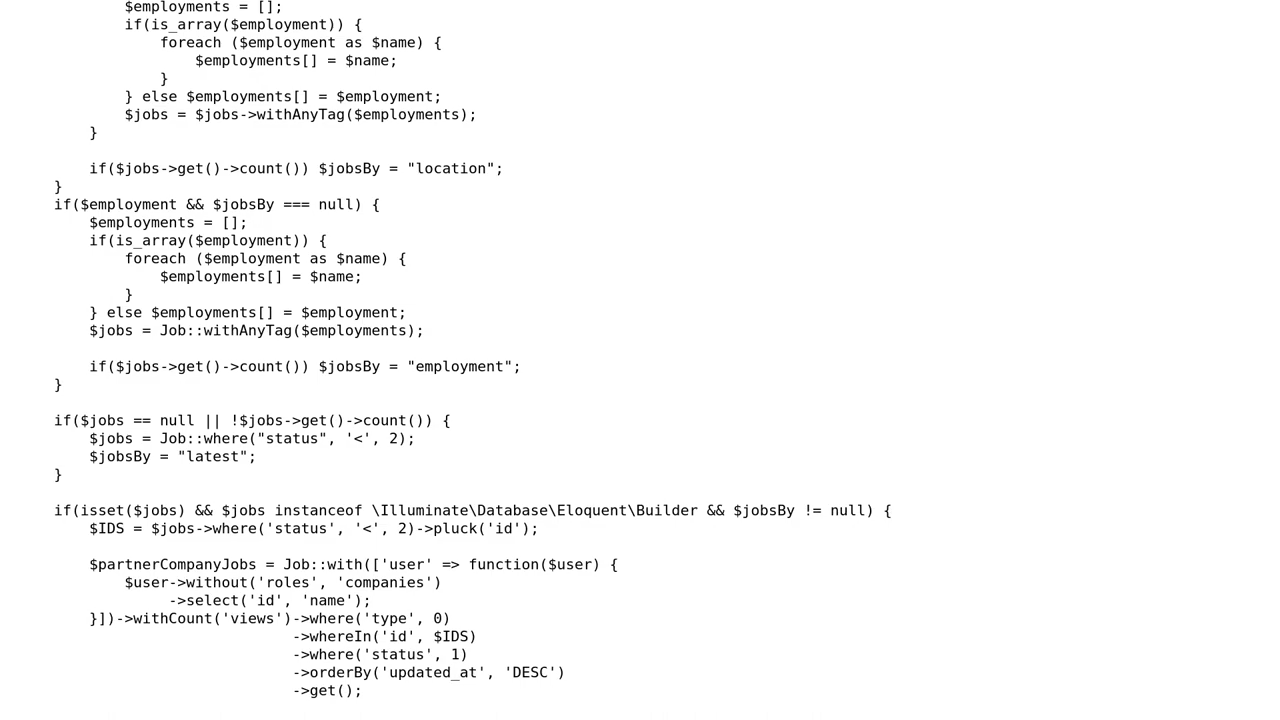 $employments = [];
if(is_array($employment)) {
foreach ($employment as $name) {
$employments[] = $name;
}
} else $employments[] = $employment;
$jobs = $jobs->withAnyTag($employments);
}
if($jobs->get()->count()) $jobsBy = "location";
}
if($employment && $jobsBy === null) {
$employments = [];
if(is_array($employment)) {
foreach ($employment as $name) {
$employments[] = $name;
}
} else $employments[] = $employment;
$jobs = Job::withAnyTag($employments);
if($jobs->get()->count()) $jobsBy = "employment";
}
if($jobs == null || !$jobs->get()->count()) {
$jobs = Job::where("status", '<', 2);
$jobsBy = "latest";
}
if(isset($jobs) && $jobs instanceof \Illuminate\Database\Eloquent\Builder && $jobsBy != null) {
$IDS = $jobs->where('status', '<', 2)->pluck('id');
$partnerCompanyJobs = Job::with(['user' => function($user) {
$user->without('roles', 'companies')
->select('id', 'name');
}])->withCount('views')->where('type', 0)
->whereIn('id', $IDS)
->where('status', 1)
->orderBy('updated_at', 'DESC')
->get();